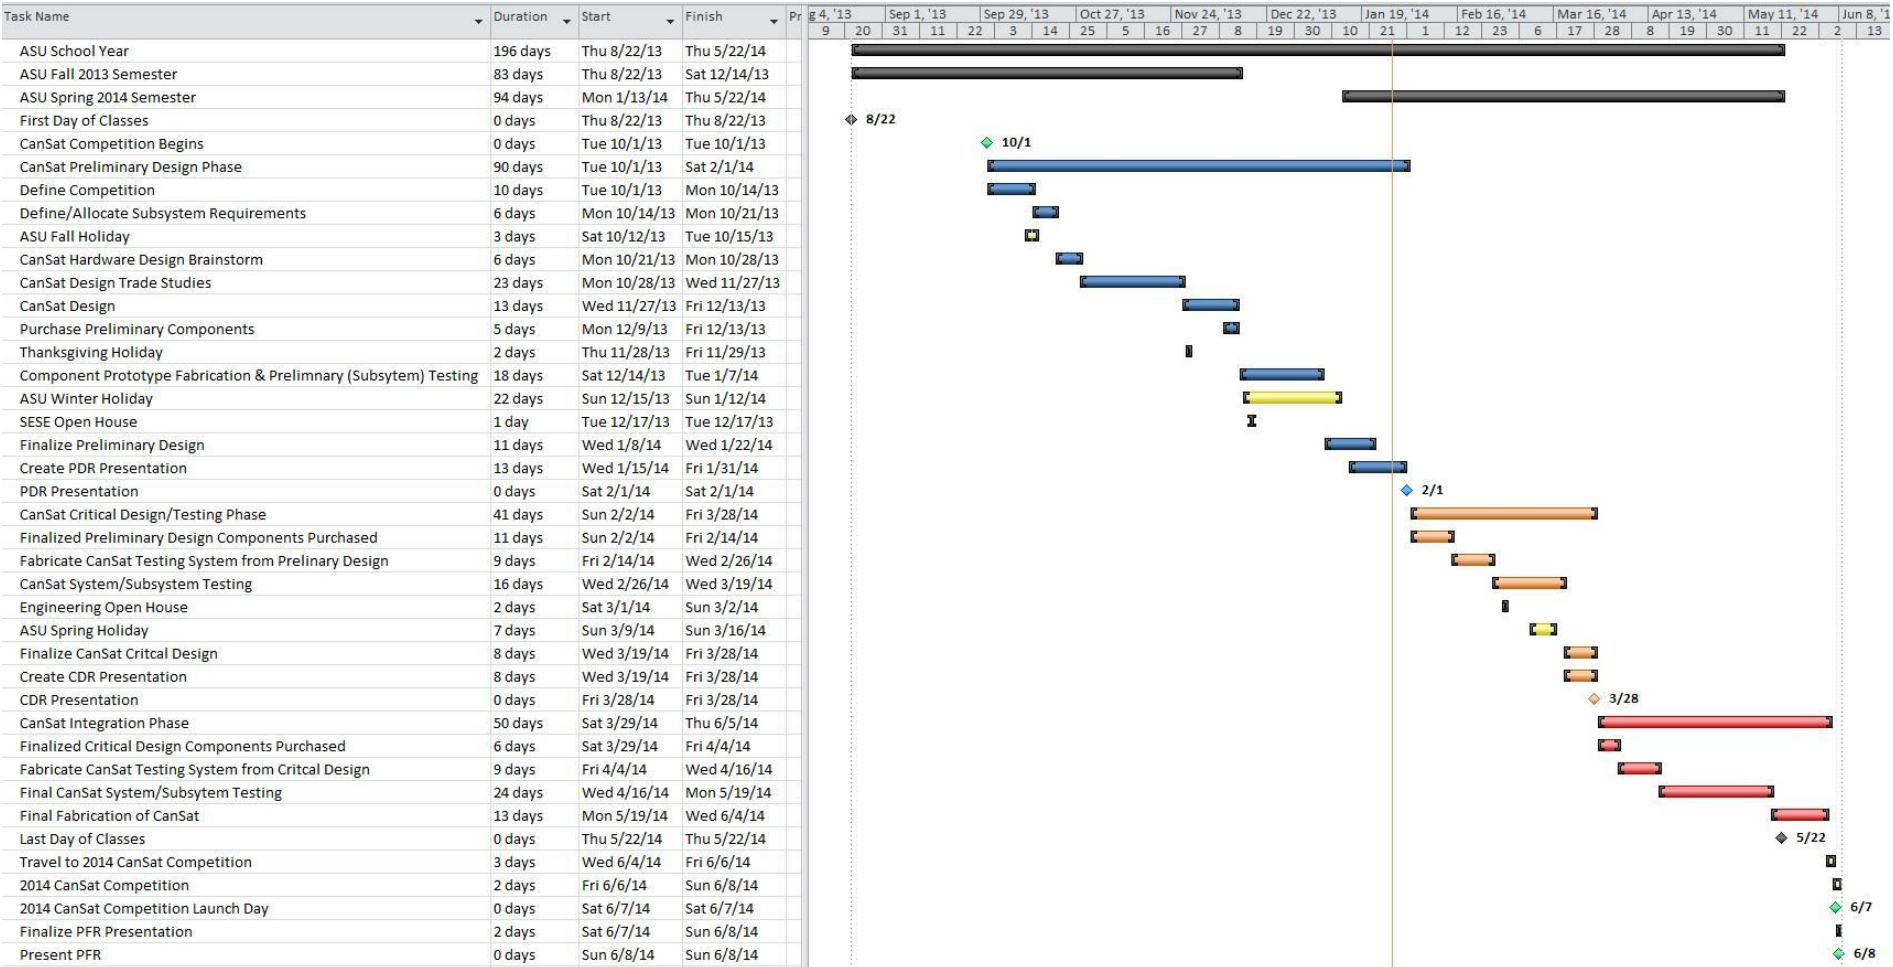 Task Name Duration Start Finish Pr g 4, '13 Sep 1, '13 Sep 29, '13 Oct 27, '13 Nov 24, '13 Dec 22, '13 Jan 19, '14 Feb 16, '14 Mar 16, '14 Apr 13, '14 May 11, '14 Jun 8, '1
9 20 31 11 22 3 14 25 5 16 27 8 19 30 10 21 1 12 23 6 17 28 8 19 30 11 22 2 13
ASU School Year 196 days Thu 8/22/13 Thu 5/22/14
ASU Fall 2013 Semester 83 days Thu 8/22/13 Sat 12/14/13
ASU Spring 2014 Semester 94 days Mon 1/13/14 Thu 5/22/14
First Day of Classes 0 days Thu 8/22/13 Thu 8/22/13 8/22
CanSat Competition Begins 0 days Tue 10/1/13 Tue 10/1/13 10/1
CanSat Preliminary Design Phase 90 days Tue 10/1/13 Sat 2/1/14
Define Competition 10 days Tue 10/1/13 Mon 10/14/13
Define/Allocate Subsystem Requirements 6 days Mon 10/14/13 Mon 10/21/13
ASU Fall Holiday 3 days Sat 10/12/13 Tue 10/15/13
CanSat Hardware Design Brainstorm 6 days Mon 10/21/13 Mon 10/28/13
CanSat Design Trade Studies 23 days Mon 10/28/13 Wed 11/27/13
CanSat Design 13 days Wed 11/27/13 Fri 12/13/13
Purchase Preliminary Components 5 days Mon 12/9/13 Fri 12/13/13
Thanksgiving Holiday 2 days Thu 11/28/13 Fri 11/29/13
Component Prototype Fabrication & Prelimnary (Subsytem) Testing 18 days Sat 12/14/13 Tue 1/7/14
ASU Winter Holiday 22 days Sun 12/15/13 Sun 1/12/14
SESE Open House 1 day Tue 12/17/13 Tue 12/17/13
Finalize Preliminary Design 11 days Wed 1/8/14 Wed 1/22/14
Create PDR Presentation 13 days Wed 1/15/14 Fri 1/31/14
PDR Presentation 0 days Sat 2/1/14 Sat 2/1/14 2/1
CanSat Critical Design/Testing Phase 41 days Sun 2/2/14 Fri 3/28/14
Finalized Preliminary Design Components Purchased 11 days Sun 2/2/14 Fri 2/14/14
Fabricate CanSat Testing System from Prelinary Design 9 days Fri 2/14/14 Wed 2/26/14
CanSat System/Subsystem Testing 16 days Wed 2/26/14 Wed 3/19/14
Engineering Open House 2 days Sat 3/1/14 Sun 3/2/14
ASU Spring Holiday 7 days Sun 3/9/14 Sun 3/16/14
Finalize CanSat Critcal Design 8 days Wed 3/19/14 Fri 3/28/14
Create CDR Presentation 8 days Wed 3/19/14 Fri 3/28/14
CDR Presentation 0 days Fri 3/28/14 Fri 3/28/14 3/28
CanSat Integration Phase 50 days Sat 3/29/14 Thu 6/5/14
Finalized Critical Design Components Purchased 6 days Sat 3/29/14 Fri 4/4/14
Fabricate CanSat Testing System from Critcal Design 9 days Fri 4/4/14 Wed 4/16/14
Final CanSat System/Subsytem Testing 24 days Wed 4/16/14 Mon 5/19/14
Final Fabrication of CanSat 13 days Mon 5/19/14 Wed 6/4/14
Last Day of Classes 0 days Thu 5/22/14 Thu 5/22/14 5/22
Travel to 2014 CanSat Competition 3 days Wed 6/4/14 Fri 6/6/14
2014 CanSat Competition 2 days Fri 6/6/14 Sun 6/8/14
2014 CanSat Competition Launch Day 0 days Sat 6/7/14 Sat 6/7/14 6/7
Finalize PFR Presentation 2 days Sat 6/7/14 Sun 6/8/14
Present PFR 0 days Sun 6/8/14 Sun 6/8/14 6/8